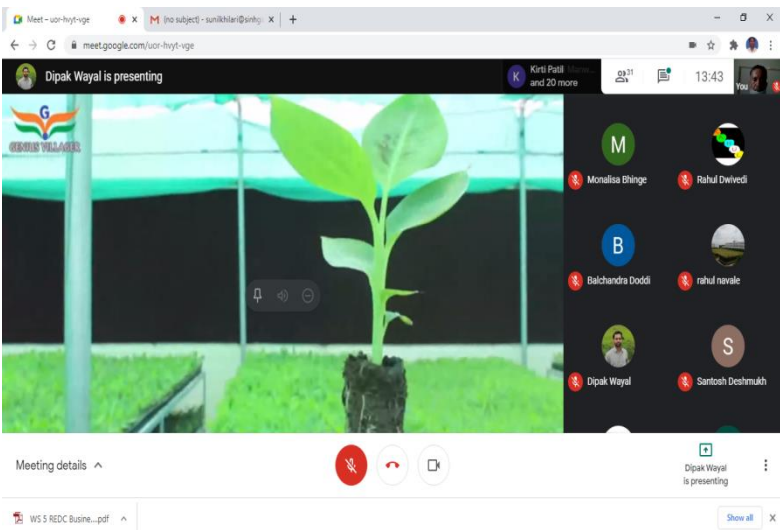 Meet – uor-hvyt-vge
M (no subject) - sunikhilari@sinhg
meet.google.com/uor-hvyt-vge
Dipak Wayal is presenting
K
Kirti Patil
and 20 more
31
13:43
You
G
GENIUS VILLAGER
M
Monalisa Bhinge
Rahul Dwivedi
B
Balchandra Doddi
rahul navale
Dipak Wayal
S
Santosh Deshmukh
Meeting details
Dipak Wayal
is presenting
WS 5 REDC Busine....pdf
Show all